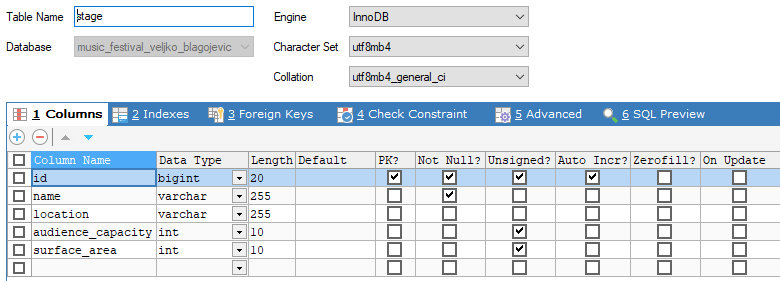 Table Name stage Engine InnoDB
Database music_festival_veljko_blagojevic Character Set utf8mb4
Collation utf8mb4_general_ci
1 Columns 2 Indexes 3 Foreign Keys 4 Check Constraint 5 Advanced 6 SQL Preview
Column Name Data Type Length Default PK? Not Null? Unsigned? Auto Incr? Zerofill? On Update
id bigint 20
name varchar 255
location varchar 255
audience_capacity int 10
surface_area int 10